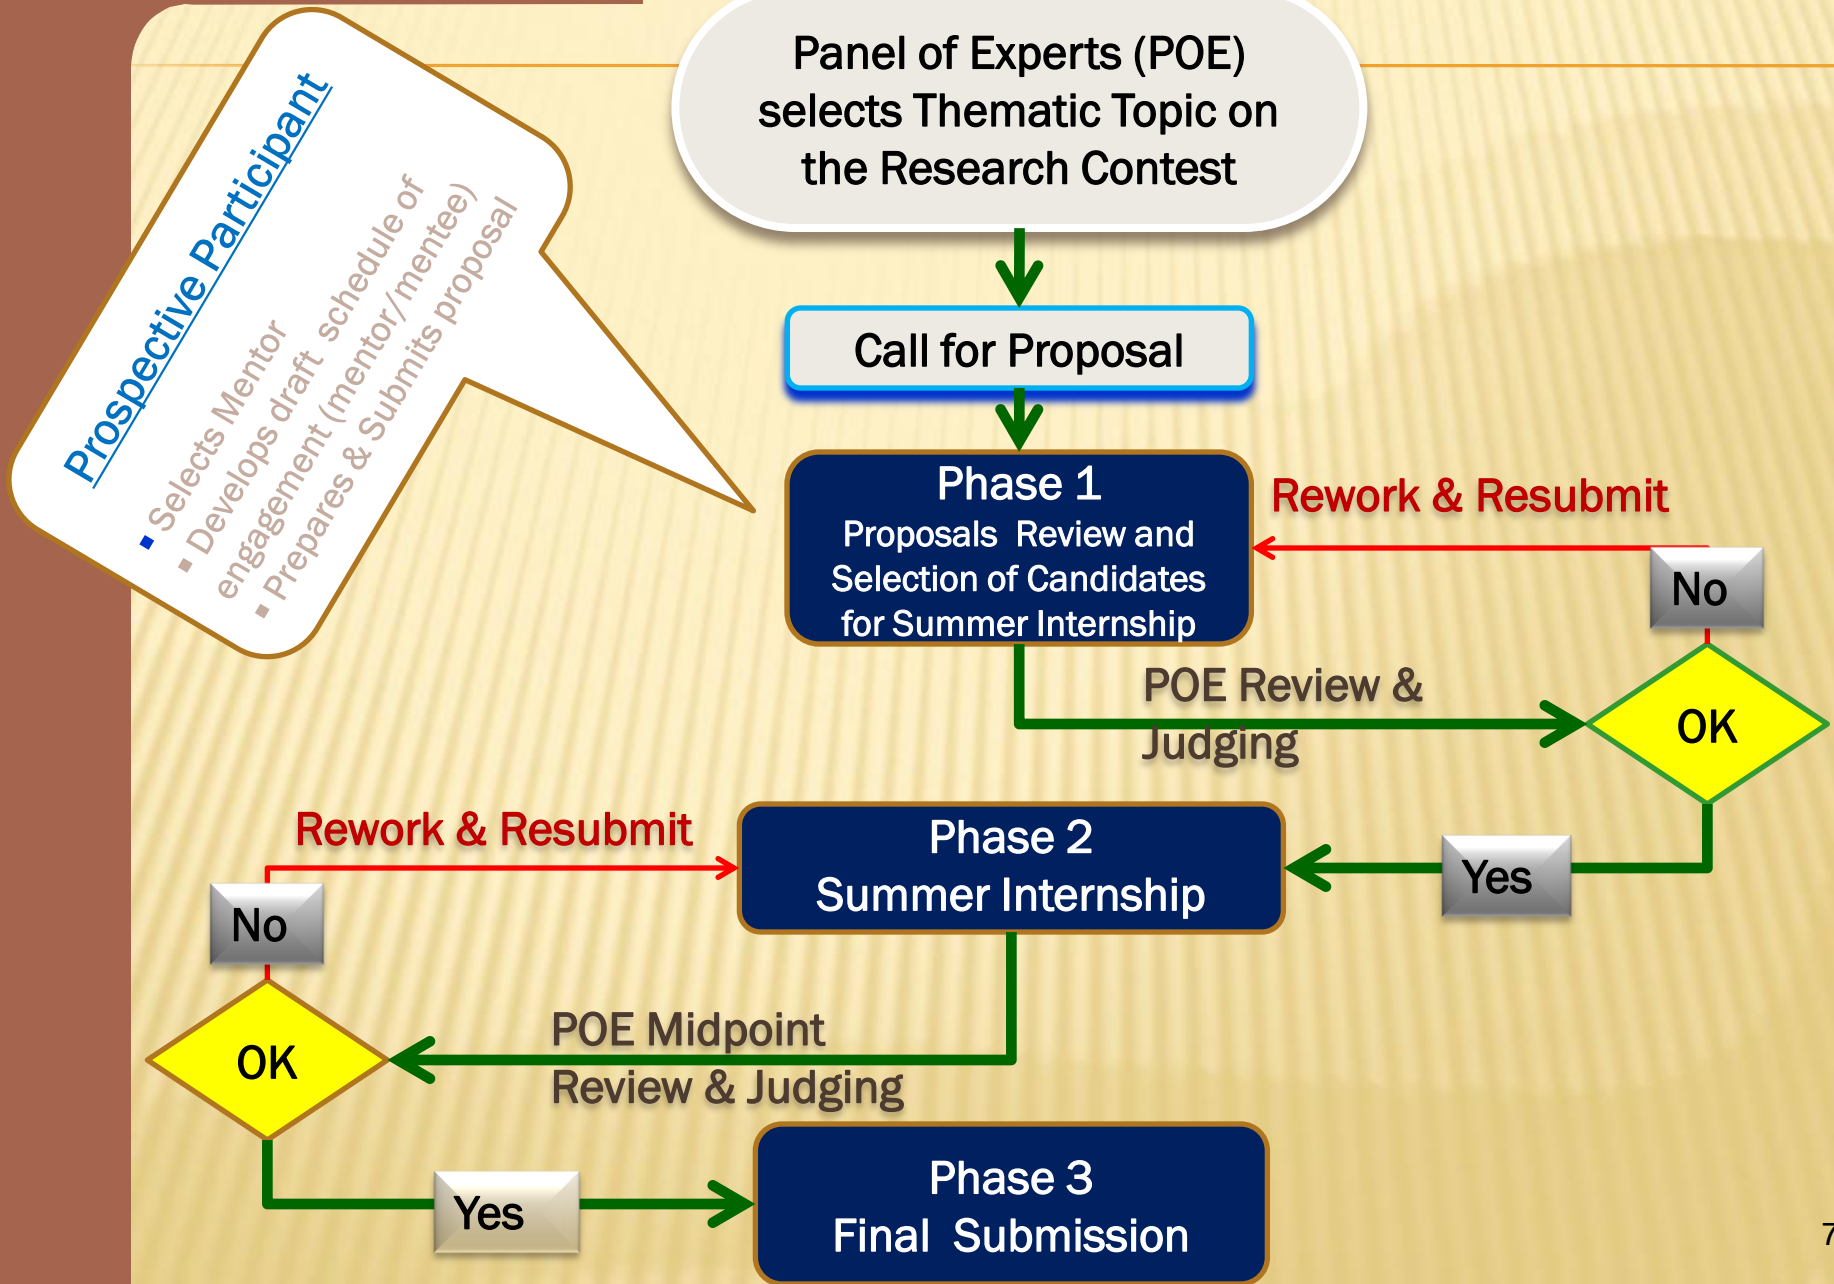 Panel of Experts (POE)
selects Thematic Topic on
the Research Contest
Prospective Participant
▪ Selects Mentor
▪ Develops draft schedule of
engagement (mentor/mentee)
▪ Prepares & Submits proposal
Call for Proposal
Phase 1
Proposals Review and
Selection of Candidates
for Summer Internship
Rework & Resubmit
No
POE Review &
Judging
OK
Yes
Phase 2
Summer Internship
Rework & Resubmit
No
POE Midpoint
Review & Judging
OK
Yes
Phase 3
Final Submission
7